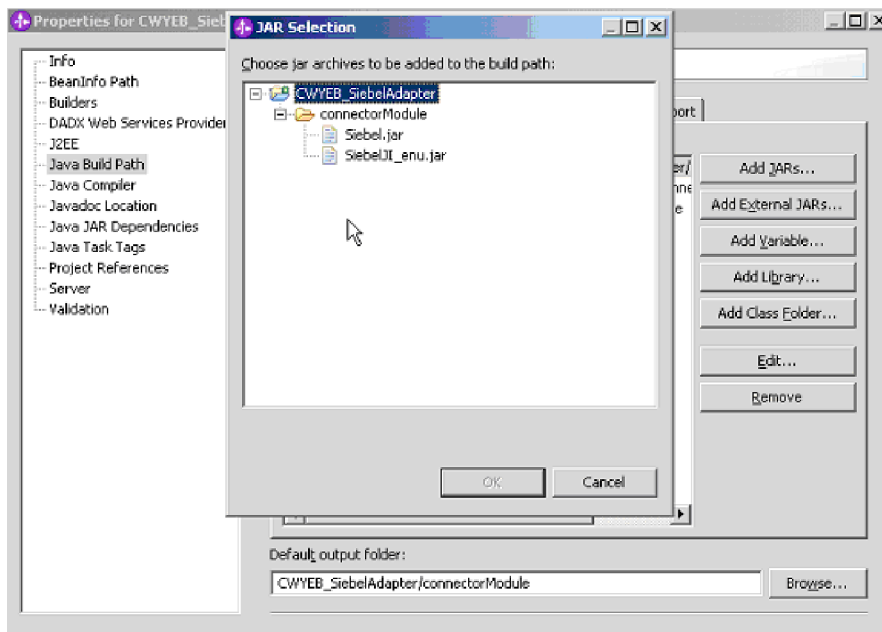 Properties for CWYEB_Sieb
JAR Selection
Choose jar archives to be added to the build path:
CWYEB_SiebelAdapter
connectorModule
Siebel.jar
SiebelJI_enu.jar
OK
Cancel
Info
BeanInfo Path
Builders
DADX Web Services Provider
J2EE
Java Build Path
Java Compiler
Javadoc Location
Java JAR Dependencies
Java Task Tags
Project References
Server
Validation
port
er/
nne
e
Add JARs...
Add External JARs...
Add Variable...
Add Library...
Add Class Folder...
Edit...
Remove
Default output folder:
CWYEB_SiebelAdapter/connectorModule
Browse...